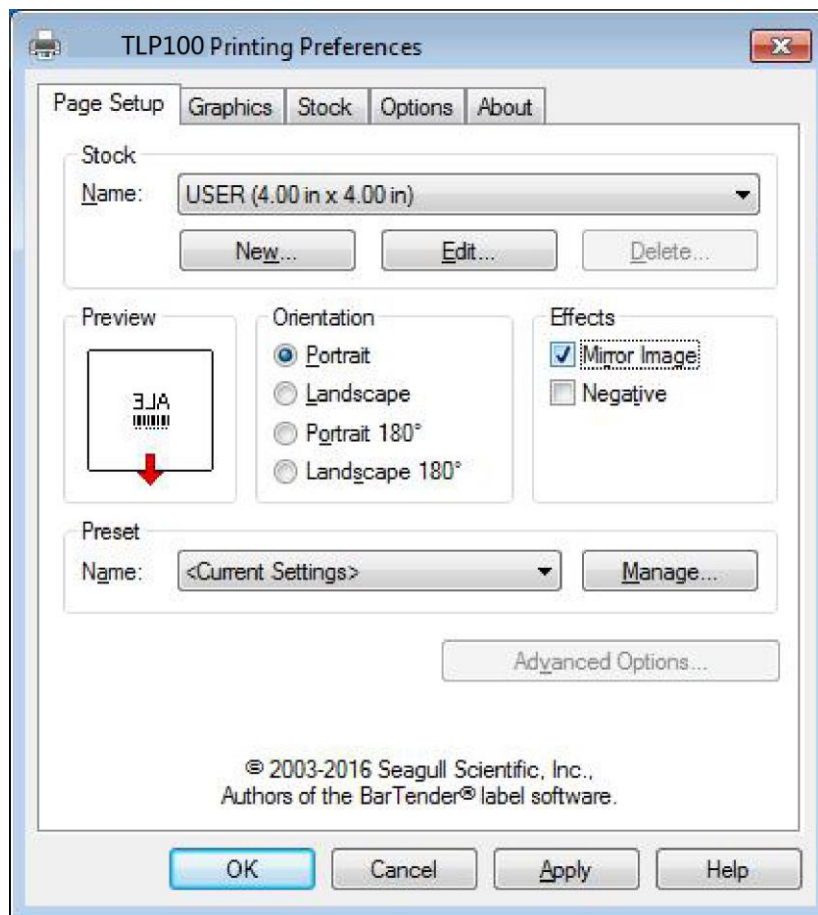 TLP100 Printing Preferences
Page Setup Graphics Stock Options About
Stock
Name: USER (4.00 in x 4.00 in)
New... Edit... Delete...
Preview Orientation Effects
ALE
Portrait Mirror Image
Landscape Negative
Portrait 180°
Landscape 180°
Preset
Name: <Current Settings> Manage...
Advanced Options...
© 2003-2016 Seagull Scientific, Inc.,
Authors of the BarTender® label software.
OK Cancel Apply Help